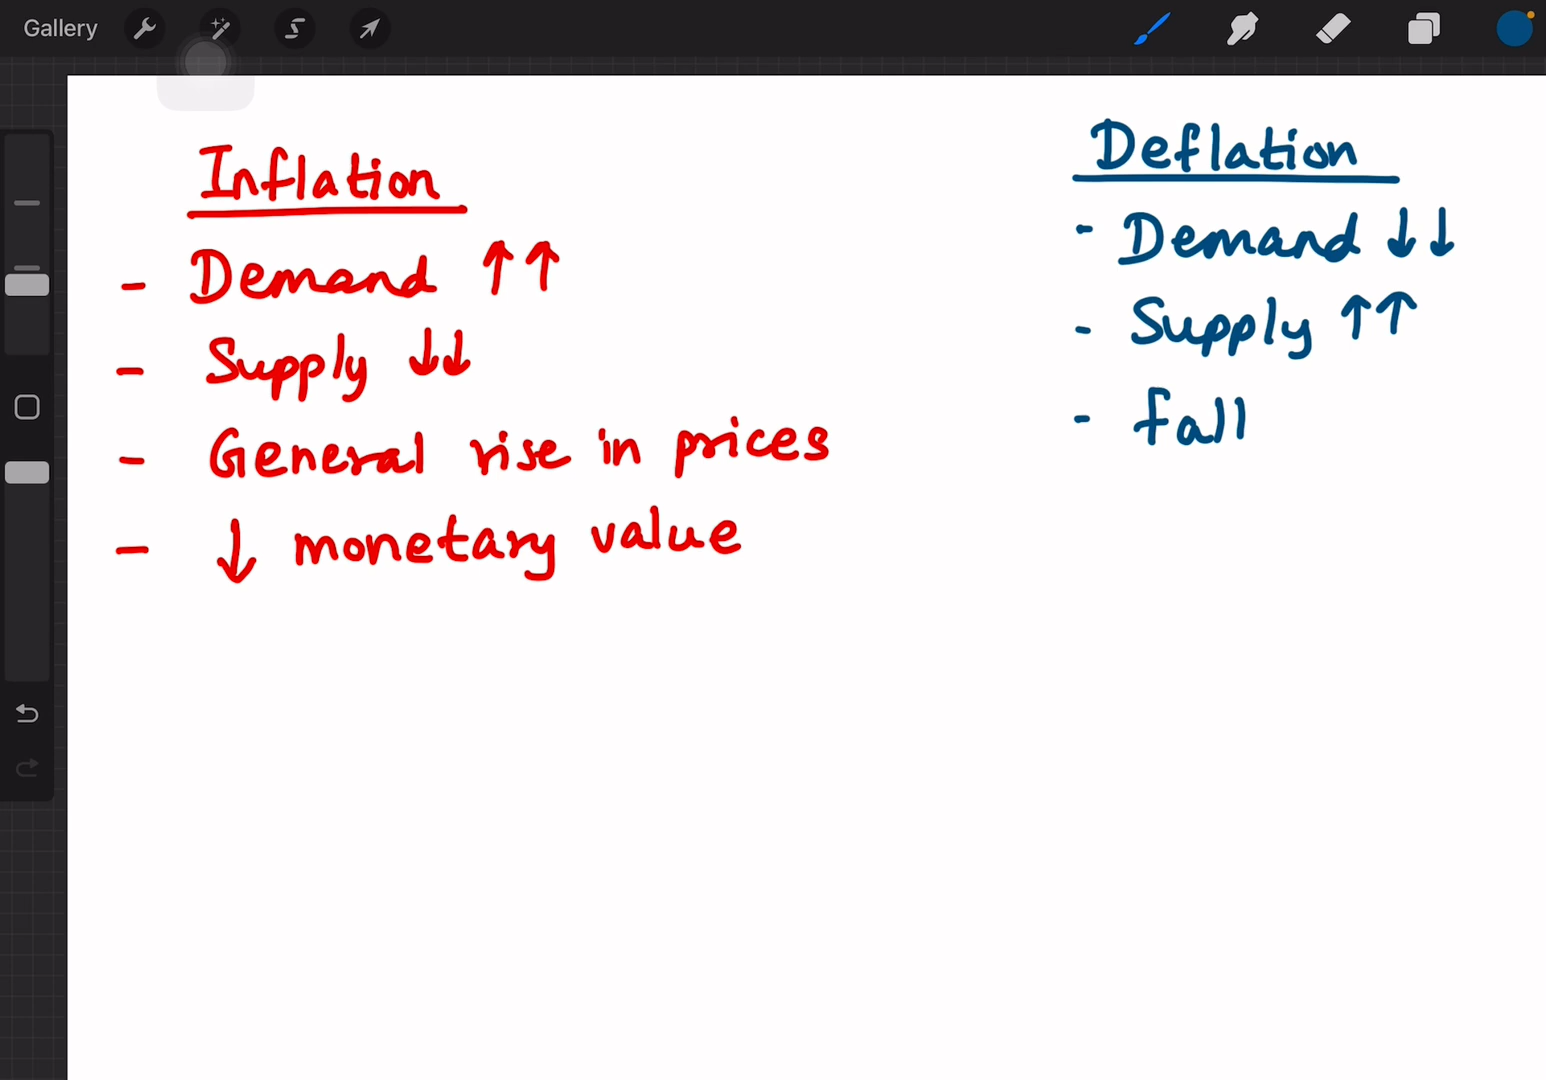 Gallery
Inflation
- Demand ↑↑
- Supply ↓↓
- General rise in prices
- ↓ monetary value
Deflation
- Demand ↓↓
- Supply ↑↑
- fall